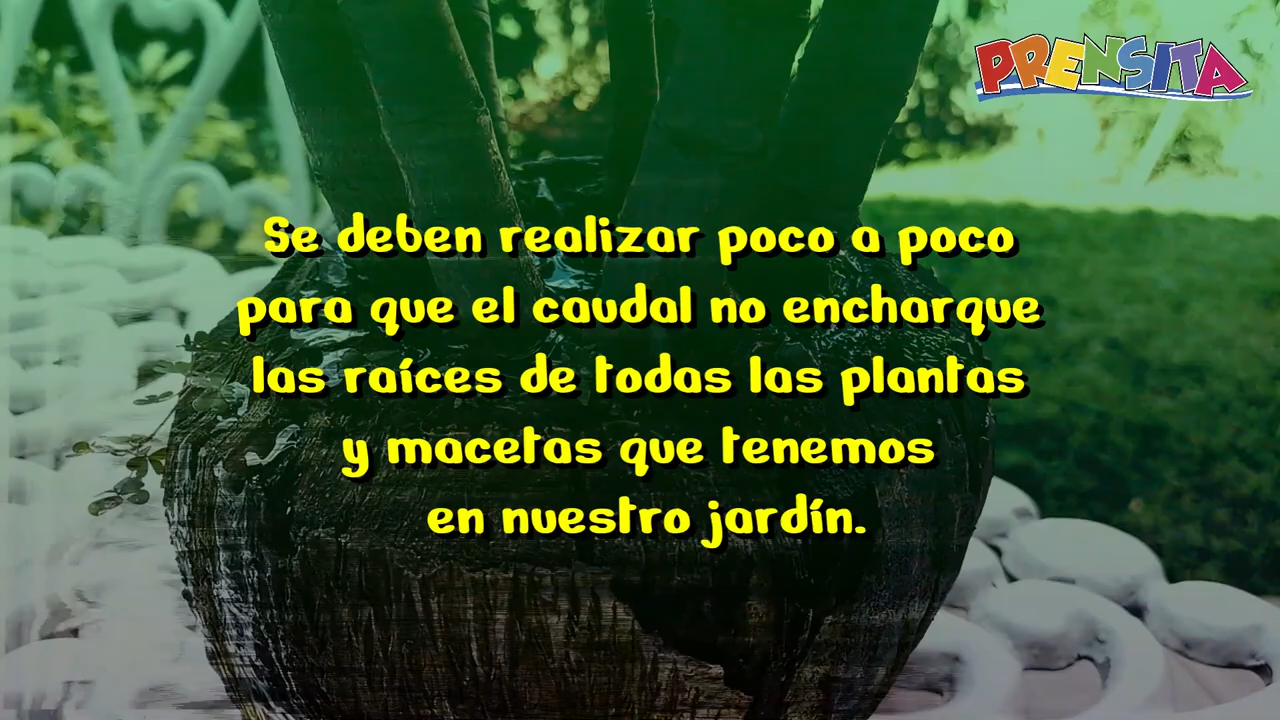 PRENSITA
Se deben realizar poco a poco
para que el caudal no encharque
las raíces de todas las plantas
y macetas que tenemos
en nuestro jardín.